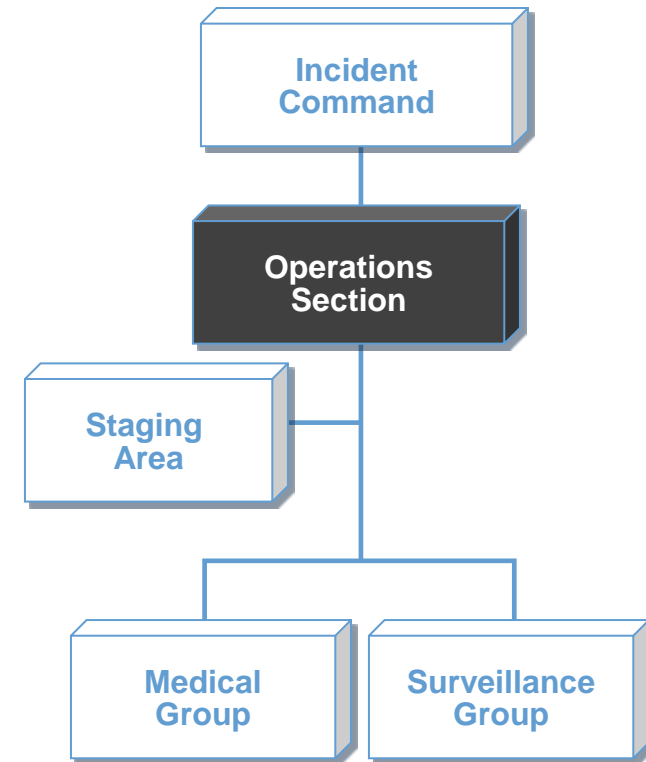 Incident
Command
Operations
Section
Staging
Area
Medical
Group
Surveillance
Group